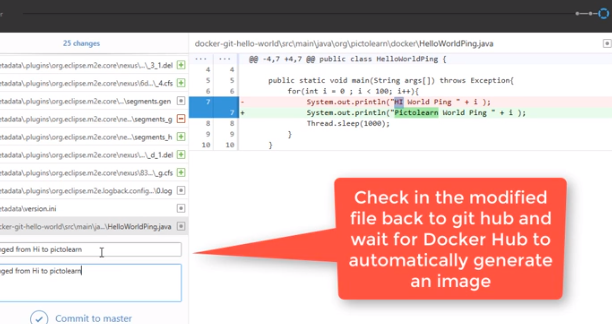 25 changes
docker-git-hello-world\src\main\java\org\pictolearn\docker\HelloWorldPing.java
etadata\.plugins\org.eclipse.m2e.core\nexus\..\_3_1.del
@@ -4,7 +4,7 @@ public class HelloWorldPing {
etadata\.plugins\org.eclipse.m2e.core\nexus\6d...\_4.cfs
4 4
etadata\.plugins\org.eclipse.m2e.core\...\segments.gen
5 5 public static void main(String args[]) throws Exception{
6 6 for(int i = 0 ; i < 100; i++){
etadata\.plugins\org.eclipse.m2e.core\ne...\segments_g
7 - System.out.println("HI World Ping " + i );
etadata\.plugins\org.eclipse.m2e.core\ne...\segments_h
7 + System.out.println("Pictolearn World Ping " + i );
8 8 Thread.sleep(1000);
etadata\.plugins\org.eclipse.m2e.core\nexus\..\_d_1.del
9 9 }
etadata\.plugins\org.eclipse.m2e.core\nexus\83...\_g.cfs
10 10 }
etadata\.plugins\org.eclipse.m2e.logback.config...\0.log
etadata\version.ini
cker-git-hello-world\src\main\ja...\HelloWorldPing.java
nged from Hi to pictolearn
nged from Hi to pictolearn
Commit to master
Check in the modified
file back to git hub and
wait for Docker Hub to
automatically generate
an image